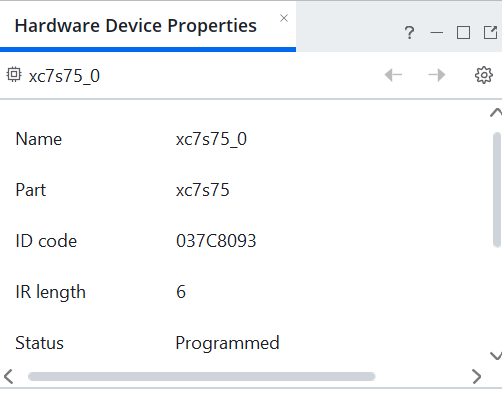 Hardware Device Properties
?
xc7s75_0
Name xc7s75_0
Part xc7s75
ID code 037C8093
IR length 6
Status Programmed